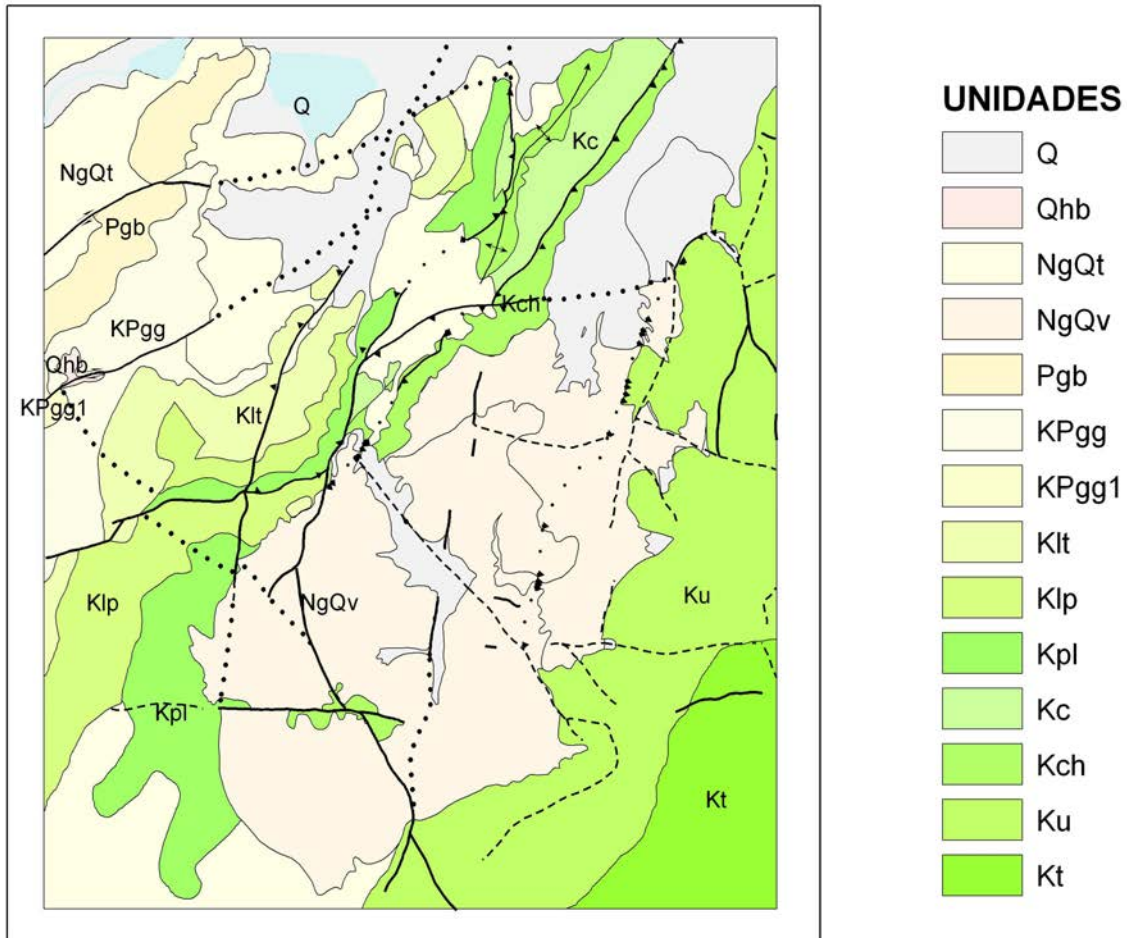 UNIDADES
Q
Qhb
NgQt
NgQv
Pgb
KPgg
KPgg1
Klt
Klp
Kpl
Kc
Kch
Ku
Kt
Q
Kc
NgQt
Pgb
Kch
KPgg
Qhb
KPgg1
Klt
Klp
NgQv
Ku
Kpl
Kt